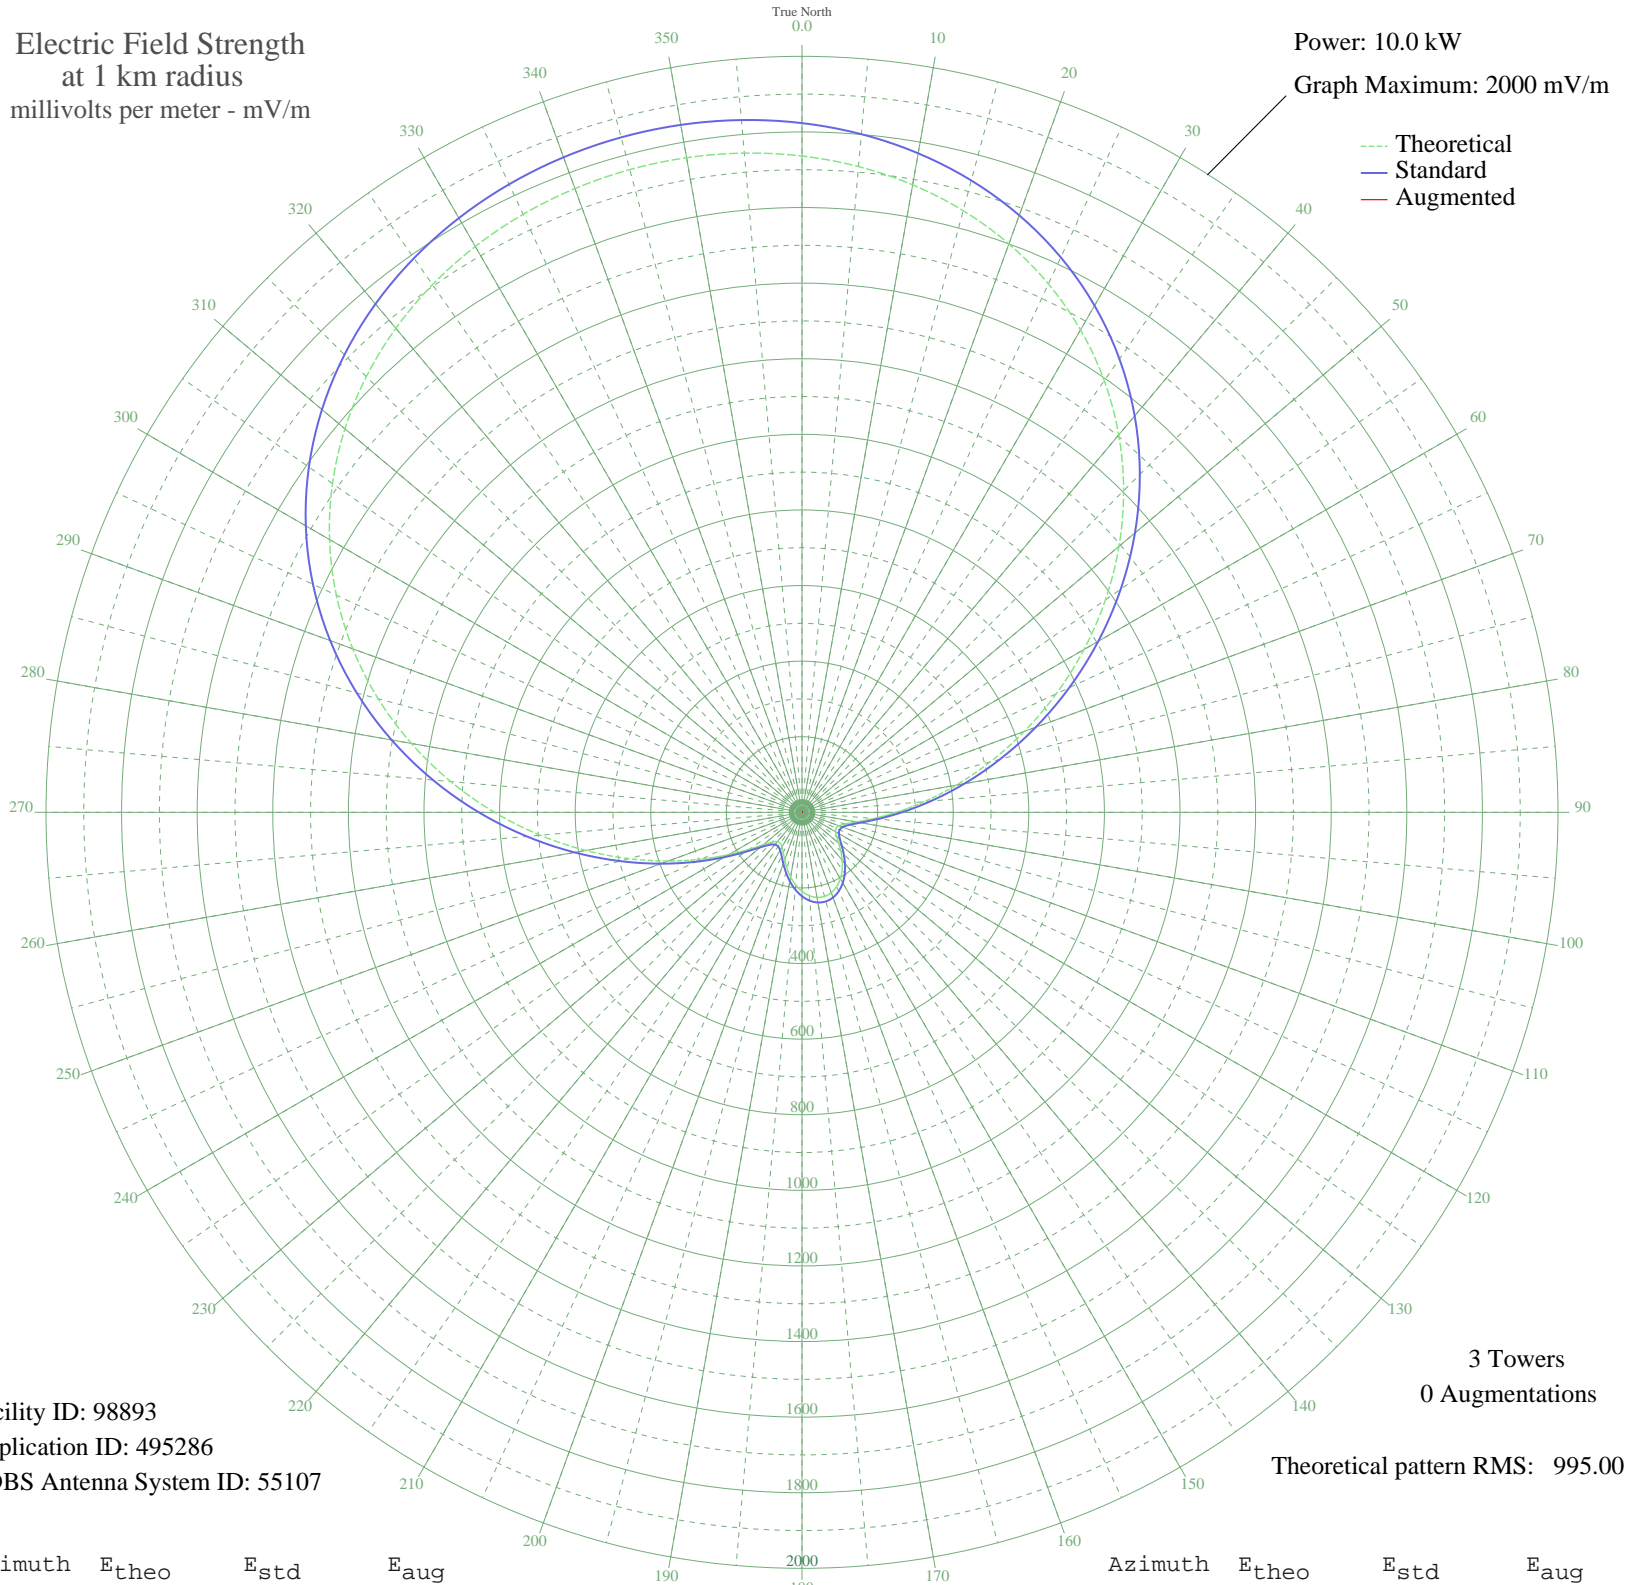 True North
0.0
Electric Field Strength
at 1 km radius
millivolts per meter - mV/m
Power: 10.0 kW
Graph Maximum: 2000 mV/m
Theoretical
Standard
Augmented
350
10
340
20
330
30
320
40
310
50
300
60
290
70
280
80
270
90
260
100
250
110
240
120
230
130
220
140
210
150
200
160
190
170
400
600
800
1000
1200
1400
1600
1800
2000
3 Towers
0 Augmentations
Theoretical pattern RMS: 995.00
cility ID: 98893
plication ID: 495286
DBS Antenna System ID: 55107
imuth Etheo Estd Eaug
Azimuth Etheo Estd Eaug